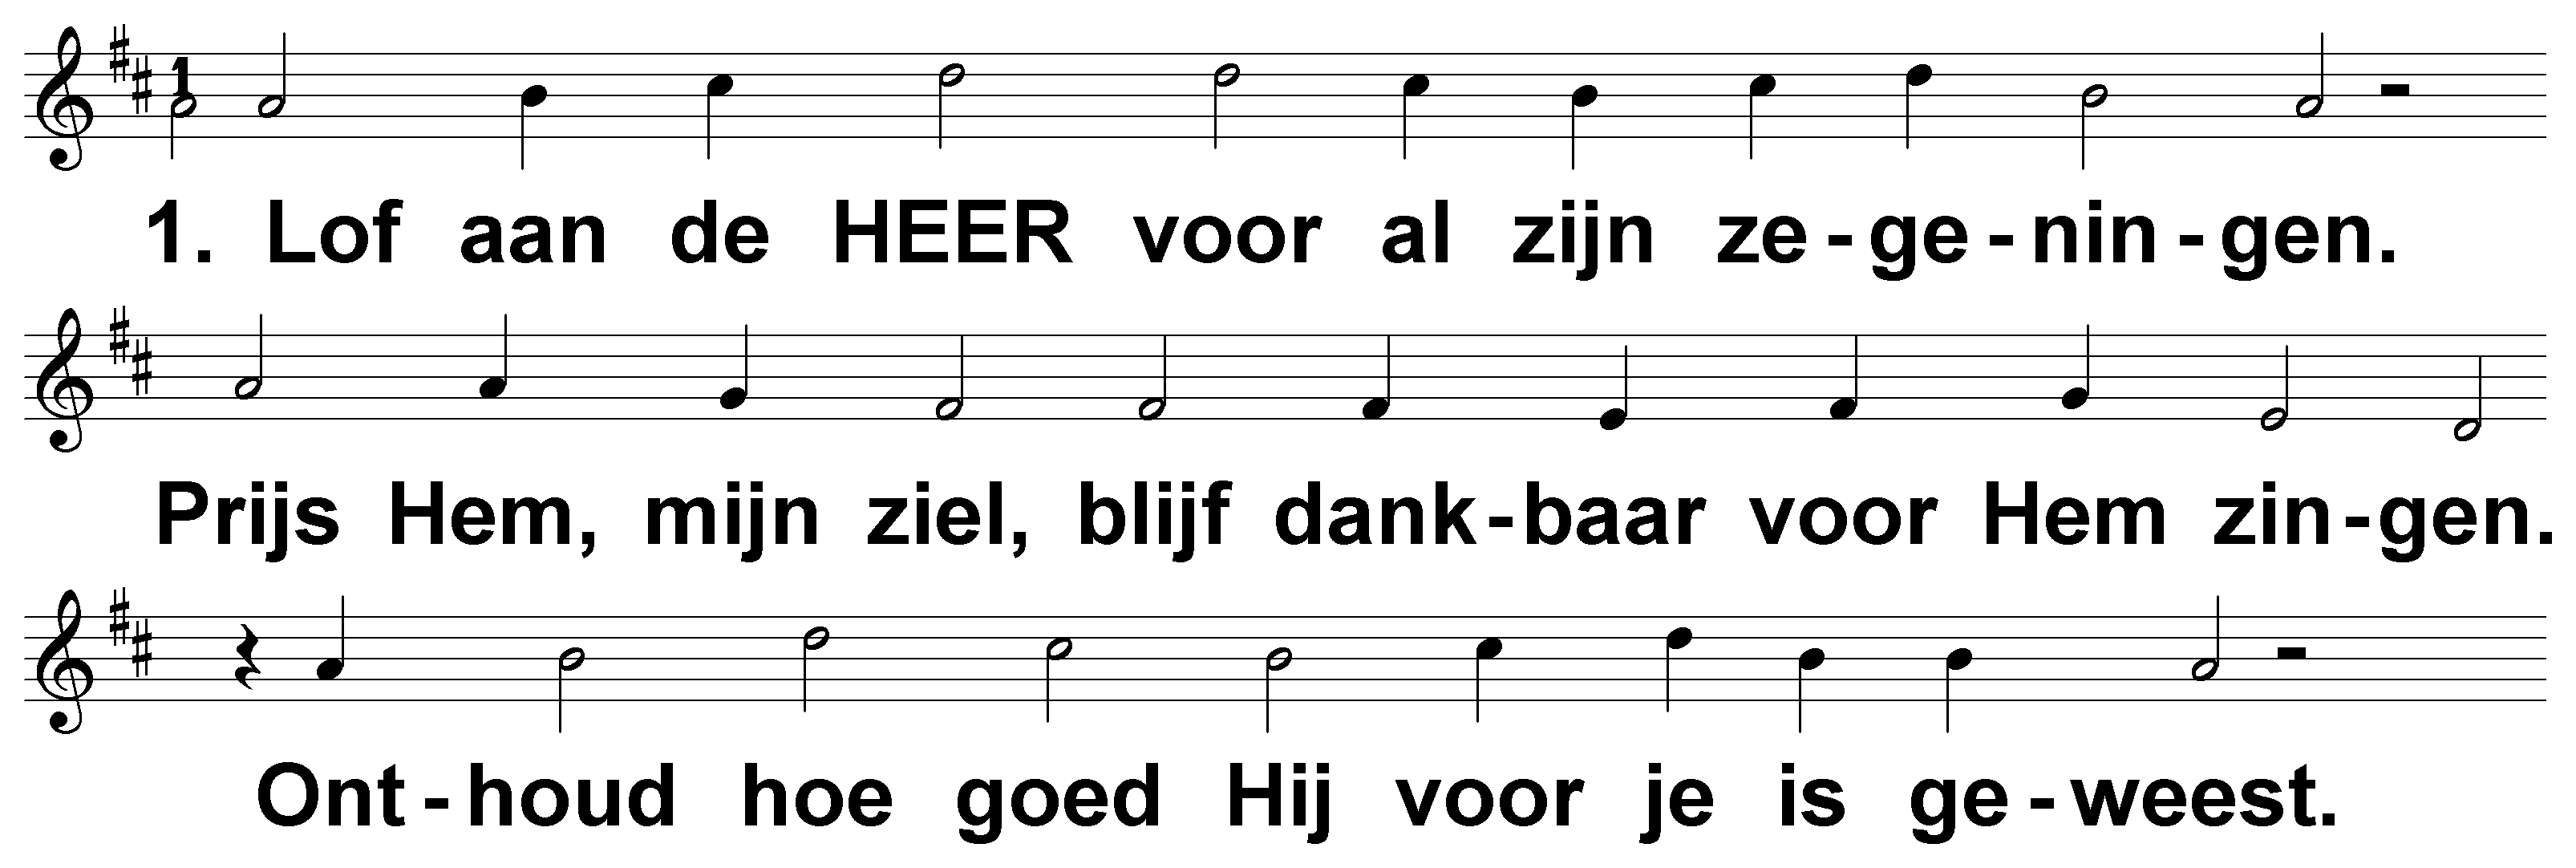 1. Lof aan de HEER voor al zijn ze-ge-nin-gen.
Prijs Hem, mijn ziel, blijf dank-baar voor Hem zin-gen.
Ont-houd hoe goed Hij voor je is ge-weest.